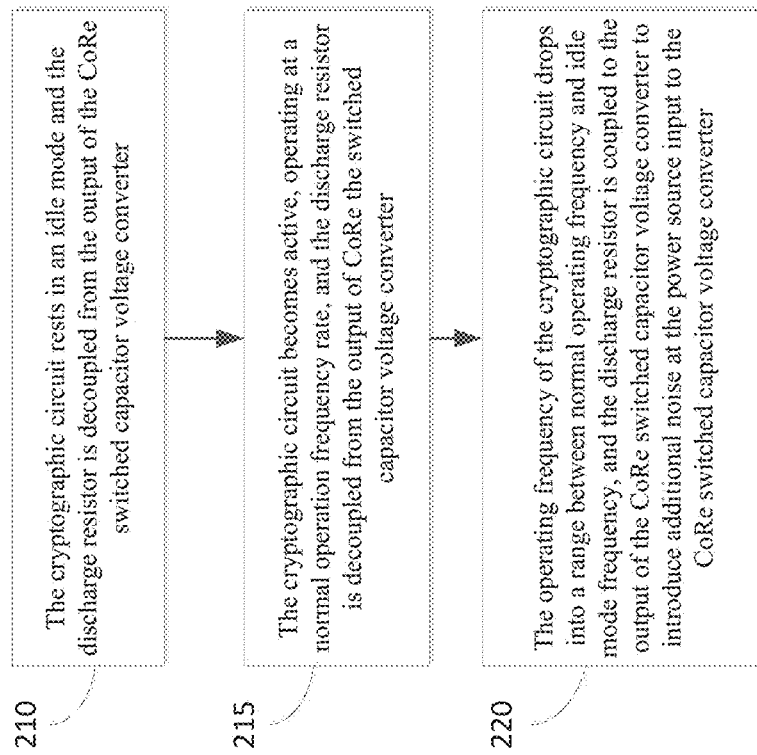 210
The cryptographic circuit rests in an idle mode and the
discharge resistor is decoupled from the output of the CoRe
switched capacitor voltage converter
215
The cryptographic circuit becomes active, operating at a
normal operation frequency rate, and the discharge resistor
is decoupled from the output of CoRe the switched
capacitor voltage converter
220
The operating frequency of the cryptographic circuit drops
into a range between normal operating frequency and idle
mode frequency, and the discharge resistor is coupled to the
output of the CoRe switched capacitor voltage converter to
introduce additional noise at the power source input to the
CoRe switched capacitor voltage converter